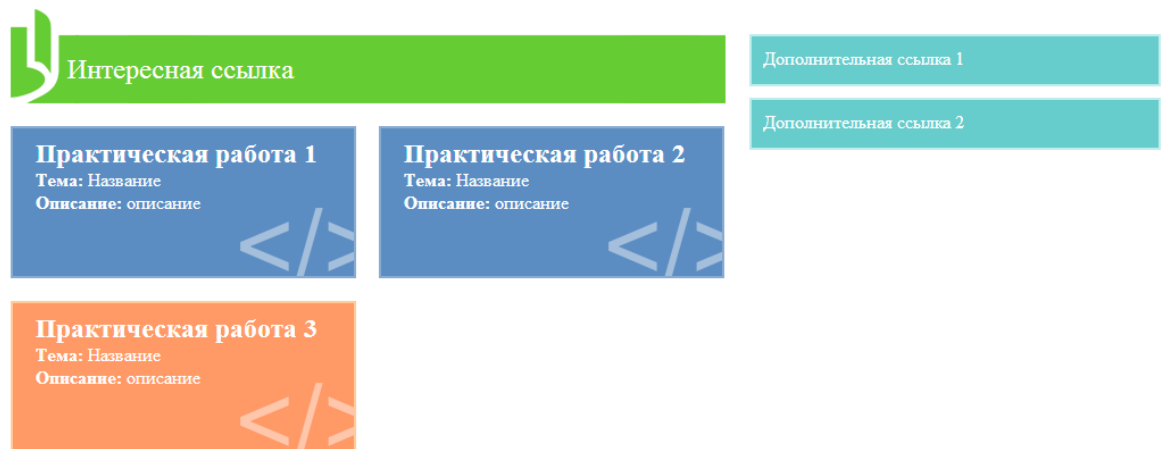 Интересная ссылка
Дополнительная ссылка 1
Дополнительная ссылка 2
Практическая работа 1
Тема: Название
Описание: описание
</>
Практическая работа 2
Тема: Название
Описание: описание
</>
Практическая работа 3
Тема: Название
Описание: описание
</>